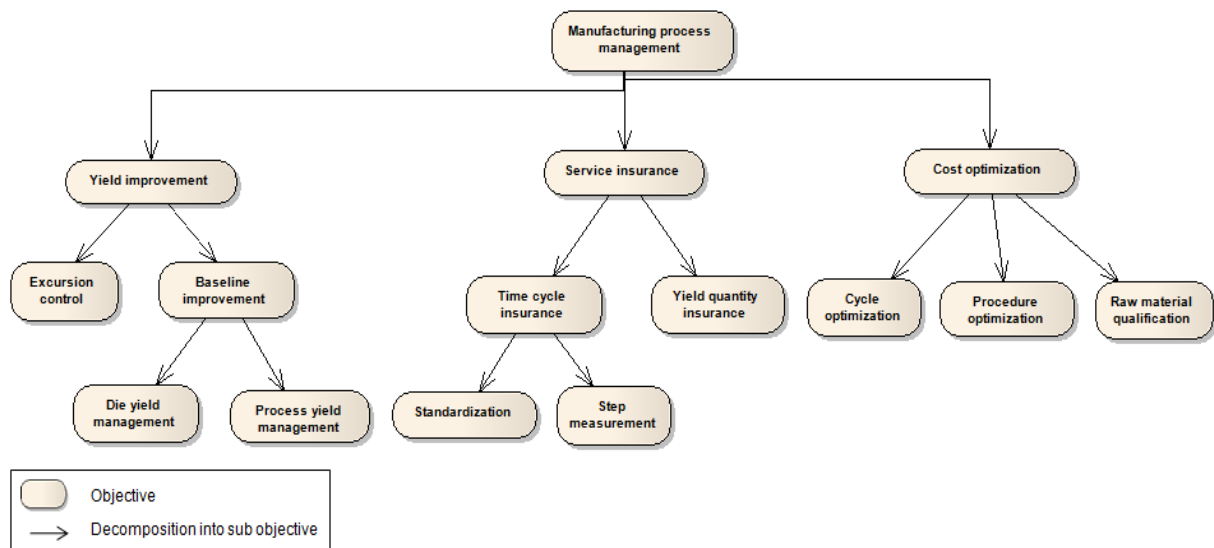 Manufacturing process
management
Yield improvement
Service insurance
Cost optimization
Excursion
control
Baseline
improvement
Time cycle
insurance
Yield quantity
insurance
Cycle
optimization
Procedure
optimization
Raw material
qualification
Die yield
management
Process yield
management
Standardization
Step
measurement
Objective
Decomposition into sub objective